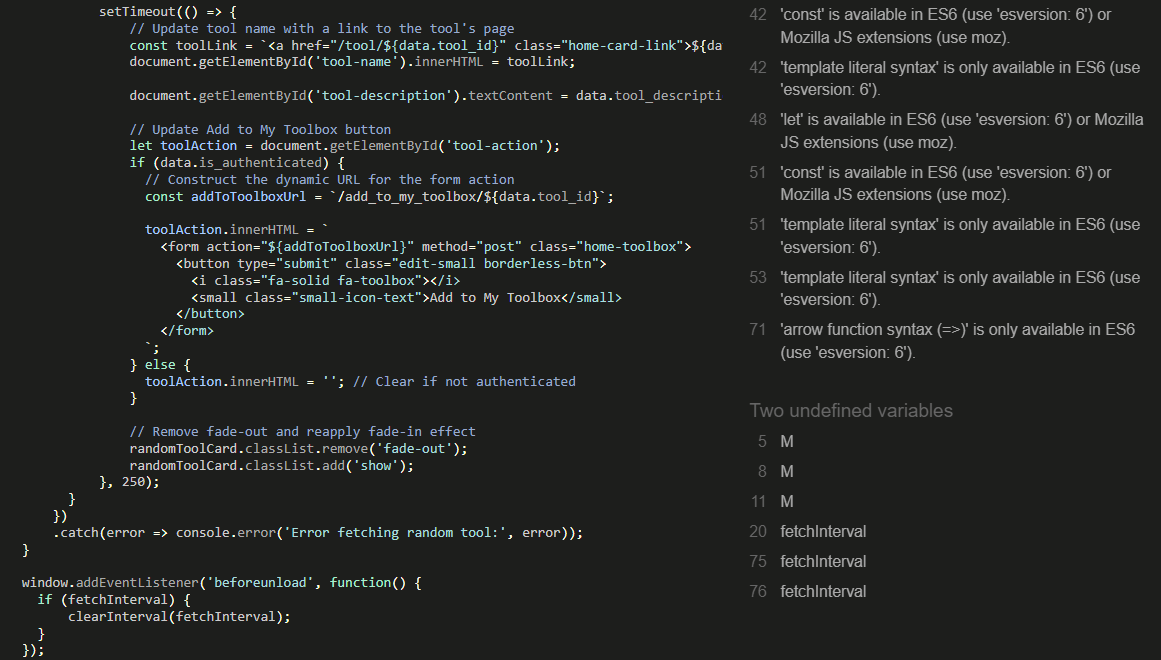 setTimeout(() => {
// Update tool name with a link to the tool's page
const toolLink = `<a href="/tool/${data.tool_id}" class="home-card-link">${da
document.getElementById('tool-name').innerHTML = toolLink;
document.getElementById('tool-description').textContent = data.tool_descripti
// Update Add to My Toolbox button
let toolAction = document.getElementById('tool-action');
if (data.is_authenticated) {
// Construct the dynamic URL for the form action
const addToToolboxUrl = `/add_to_my_toolbox/${data.tool_id}`;
toolAction.innerHTML = `
<form action="${addToToolboxUrl}" method="post" class="home-toolbox">
<button type="submit" class="edit-small borderless-btn">
<i class="fa-solid fa-toolbox"></i>
<small class="small-icon-text">Add to My Toolbox</small>
</button>
</form>
`;
} else {
toolAction.innerHTML = ''; // Clear if not authenticated
}
// Remove fade-out and reapply fade-in effect
randomToolCard.classList.remove('fade-out');
randomToolCard.classList.add('show');
}, 250);
}
})
.catch(error => console.error('Error fetching random tool:', error));
}
window.addEventListener('beforeunload', function() {
if (fetchInterval) {
clearInterval(fetchInterval);
}
});
42 'const' is available in ES6 (use 'esversion: 6') or
Mozilla JS extensions (use moz).
42 'template literal syntax' is only available in ES6 (use
'esversion: 6').
48 'let' is available in ES6 (use 'esversion: 6') or Mozilla
JS extensions (use moz).
51 'const' is available in ES6 (use 'esversion: 6') or
Mozilla JS extensions (use moz).
51 'template literal syntax' is only available in ES6 (use
'esversion: 6').
53 'template literal syntax' is only available in ES6 (use
'esversion: 6').
71 'arrow function syntax (=>)' is only available in ES6
(use 'esversion: 6').
Two undefined variables
5 M
8 M
11 M
20 fetchInterval
75 fetchInterval
76 fetchInterval